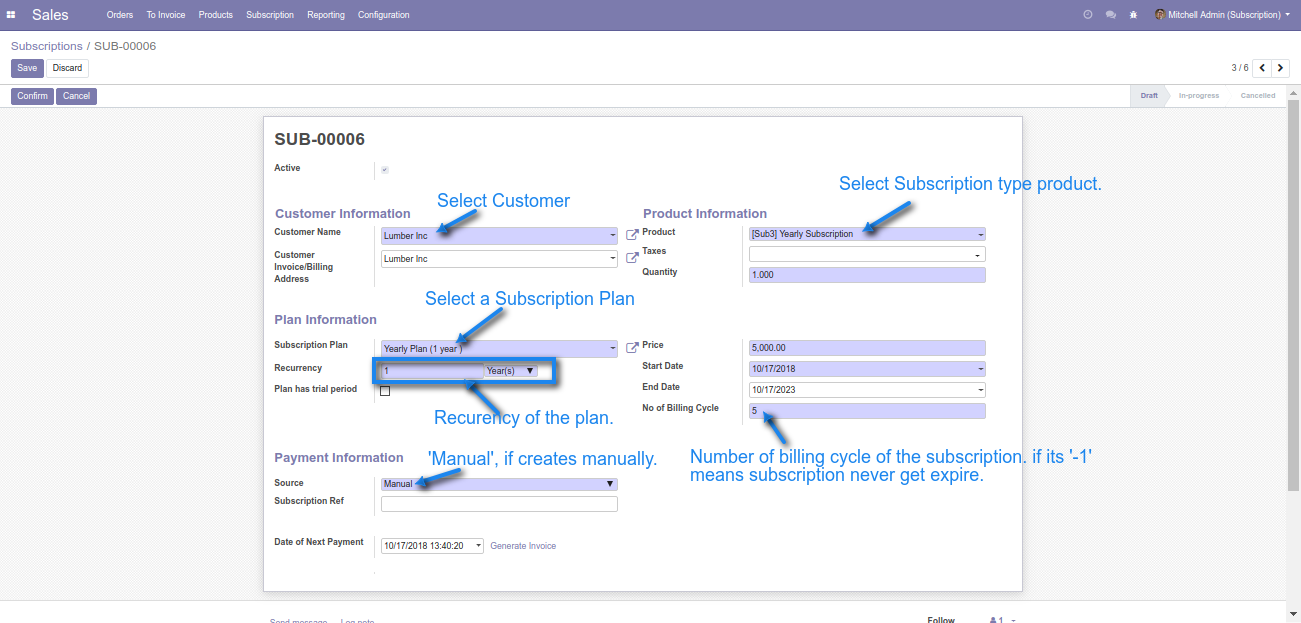 Sales Orders To Invoice Products Subscription Reporting Configuration Mitchell Admin (Subscription)
Subscriptions / SUB-00006
Save Discard 3 / 6
Confirm Cancel Draft In-progress Cancelled
SUB-00006
Active
Select Subscription type product.
Select Customer
Customer Information Product Information
Customer Name Lumber Inc Product [Sub3] Yearly Subscription
Customer Invoice/Billing Address Lumber Inc Taxes
Quantity 1.000
Select a Subscription Plan
Plan Information
Subscription Plan Yearly Plan (1 year ) Price 5,000.00
Recurrency 1 Year(s) Start Date 10/17/2018
Plan has trial period End Date 10/17/2023
No of Billing Cycle 5
Recurency of the plan.
Payment Information 'Manual', if creates manually. Number of billing cycle of the subscription. if its '-1'
means subscription never get expire.
Source Manual
Subscription Ref
Date of Next Payment 10/17/2018 13:40:20 Generate Invoice
Send message Log note Follow 1